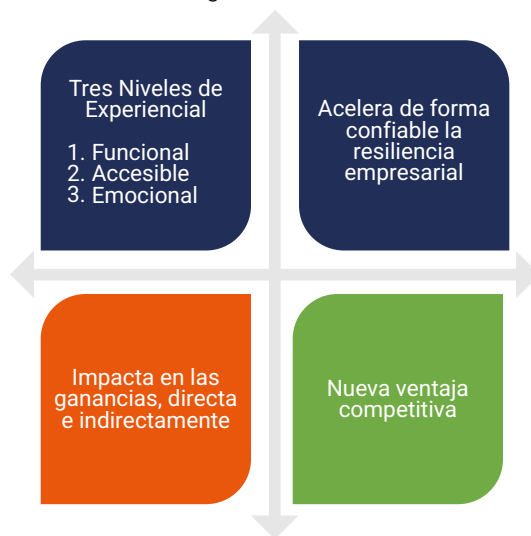 Tres Niveles de
Experiencial
1. Funcional
2. Accesible
3. Emocional
Acelera de forma
confiable la
resiliencia
empresarial
Impacta en las
ganancias, directa
e indirectamente
Nueva ventaja
competitiva